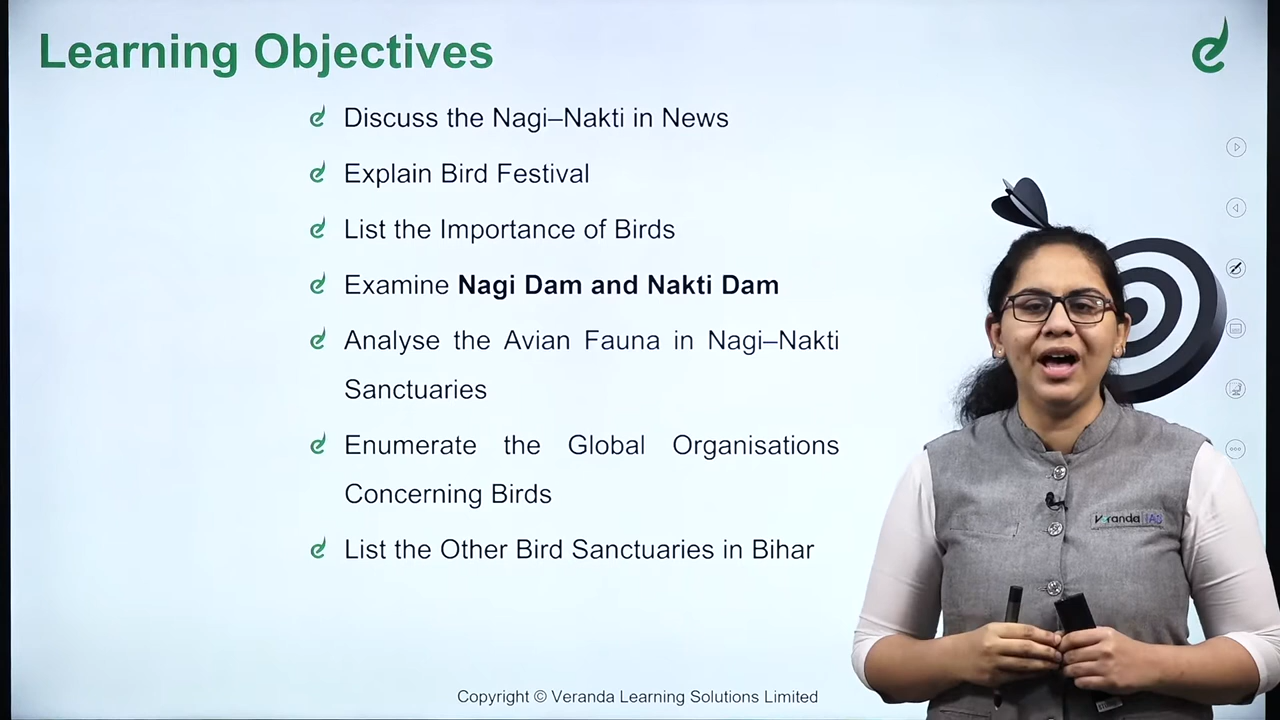 Learning Objectives
Discuss the Nagi–Nakti in News
Explain Bird Festival
List the Importance of Birds
Examine Nagi Dam and Nakti Dam
Analyse the Avian Fauna in Nagi–Nakti
Sanctuaries
Enumerate the Global Organisations
Concerning Birds
List the Other Bird Sanctuaries in Bihar
Veranda IAS
Copyright © Veranda Learning Solutions Limited